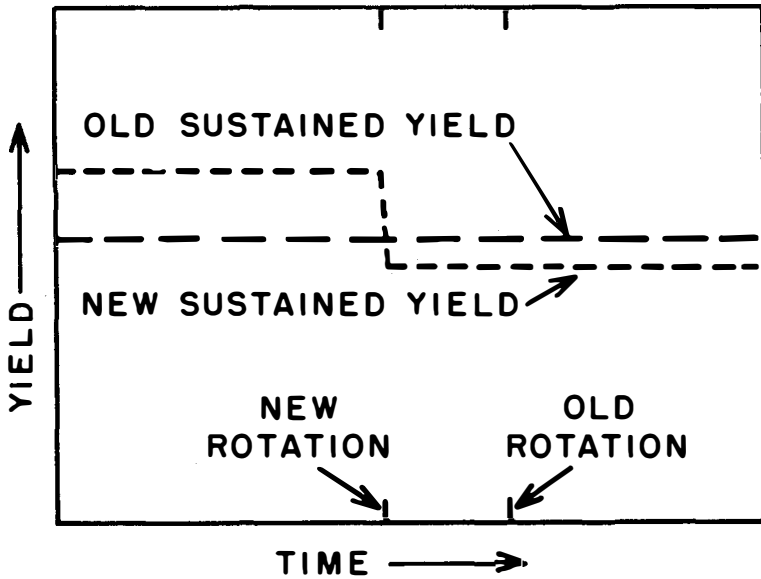 OLD SUSTAINED YIELD
NEW SUSTAINED YIELD
YIELD
NEW
ROTATION
OLD
ROTATION
TIME